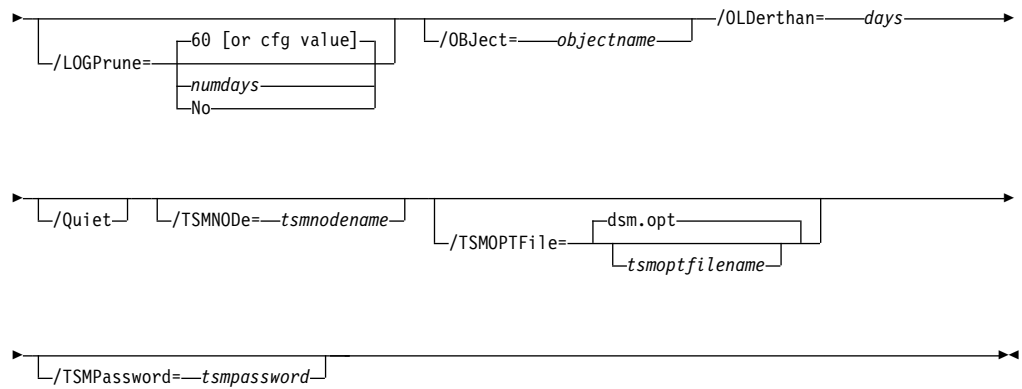 /LOGPrune= 60 [or cfg value] numdays No
/OBJect= objectname
/OLDerthan= days
/Quiet
/TSMNODe= tsmnodename
/TSMOPTFile= dsm.opt tsmoptfilename
/TSMPassword= tsmpassword